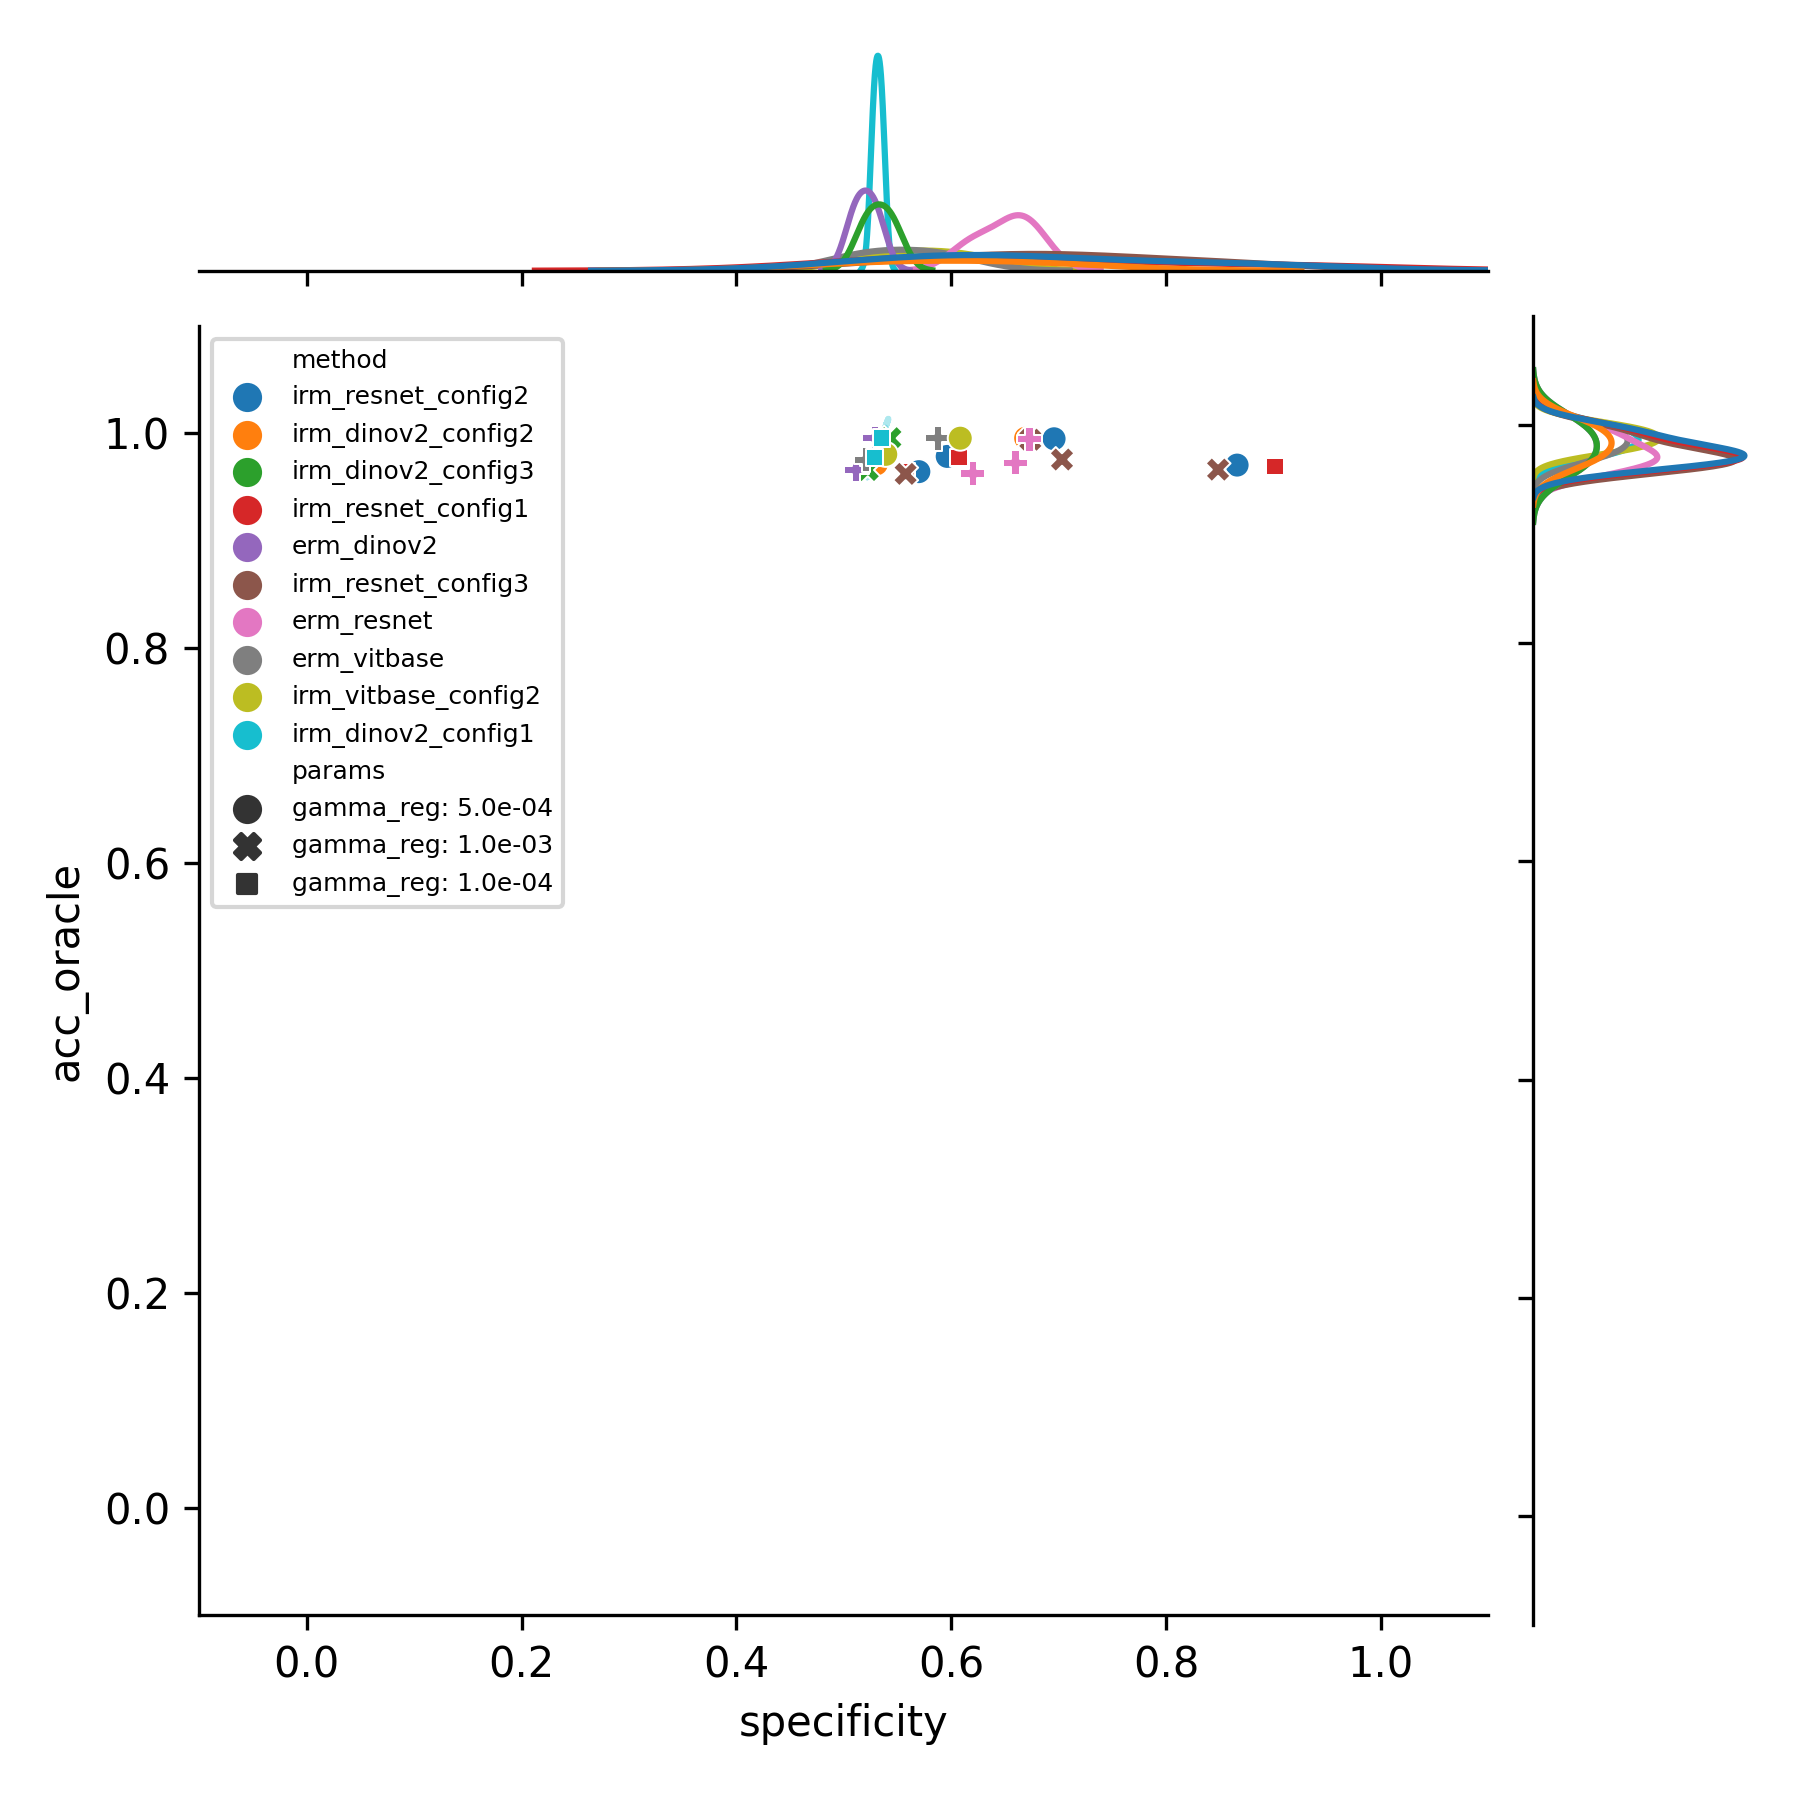 method
irm_resnet_config2
irm_dinov2_config2
irm_dinov2_config3
irm_resnet_config1
erm_dinov2
irm_resnet_config3
erm_resnet
erm_vitbase
irm_vitbase_config2
irm_dinov2_config1
params
gamma_reg: 5.0e-04
gamma_reg: 1.0e-03
gamma_reg: 1.0e-04
acc_oracle
1.0
0.8
0.6
0.4
0.2
0.0
0.0 0.2 0.4 0.6 0.8 1.0
specificity